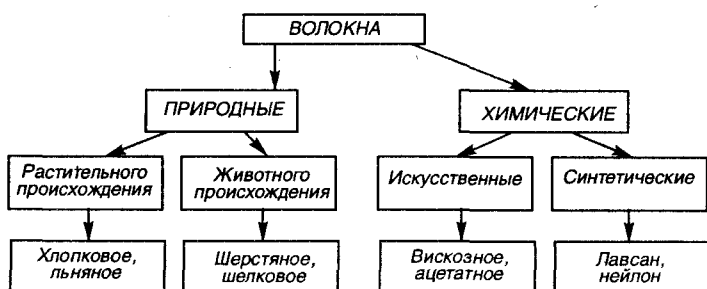 ВОЛОКНА
ПРИРОДНЫЕ
ХИМИЧЕСКИЕ
Растительного
происхождения
Животного
происхождения
Искусственные
Синтетические
Хлопковое,
льняное
Шерстяное,
шелковое
Вискозное,
ацетатное
Лавсан,
нейлон